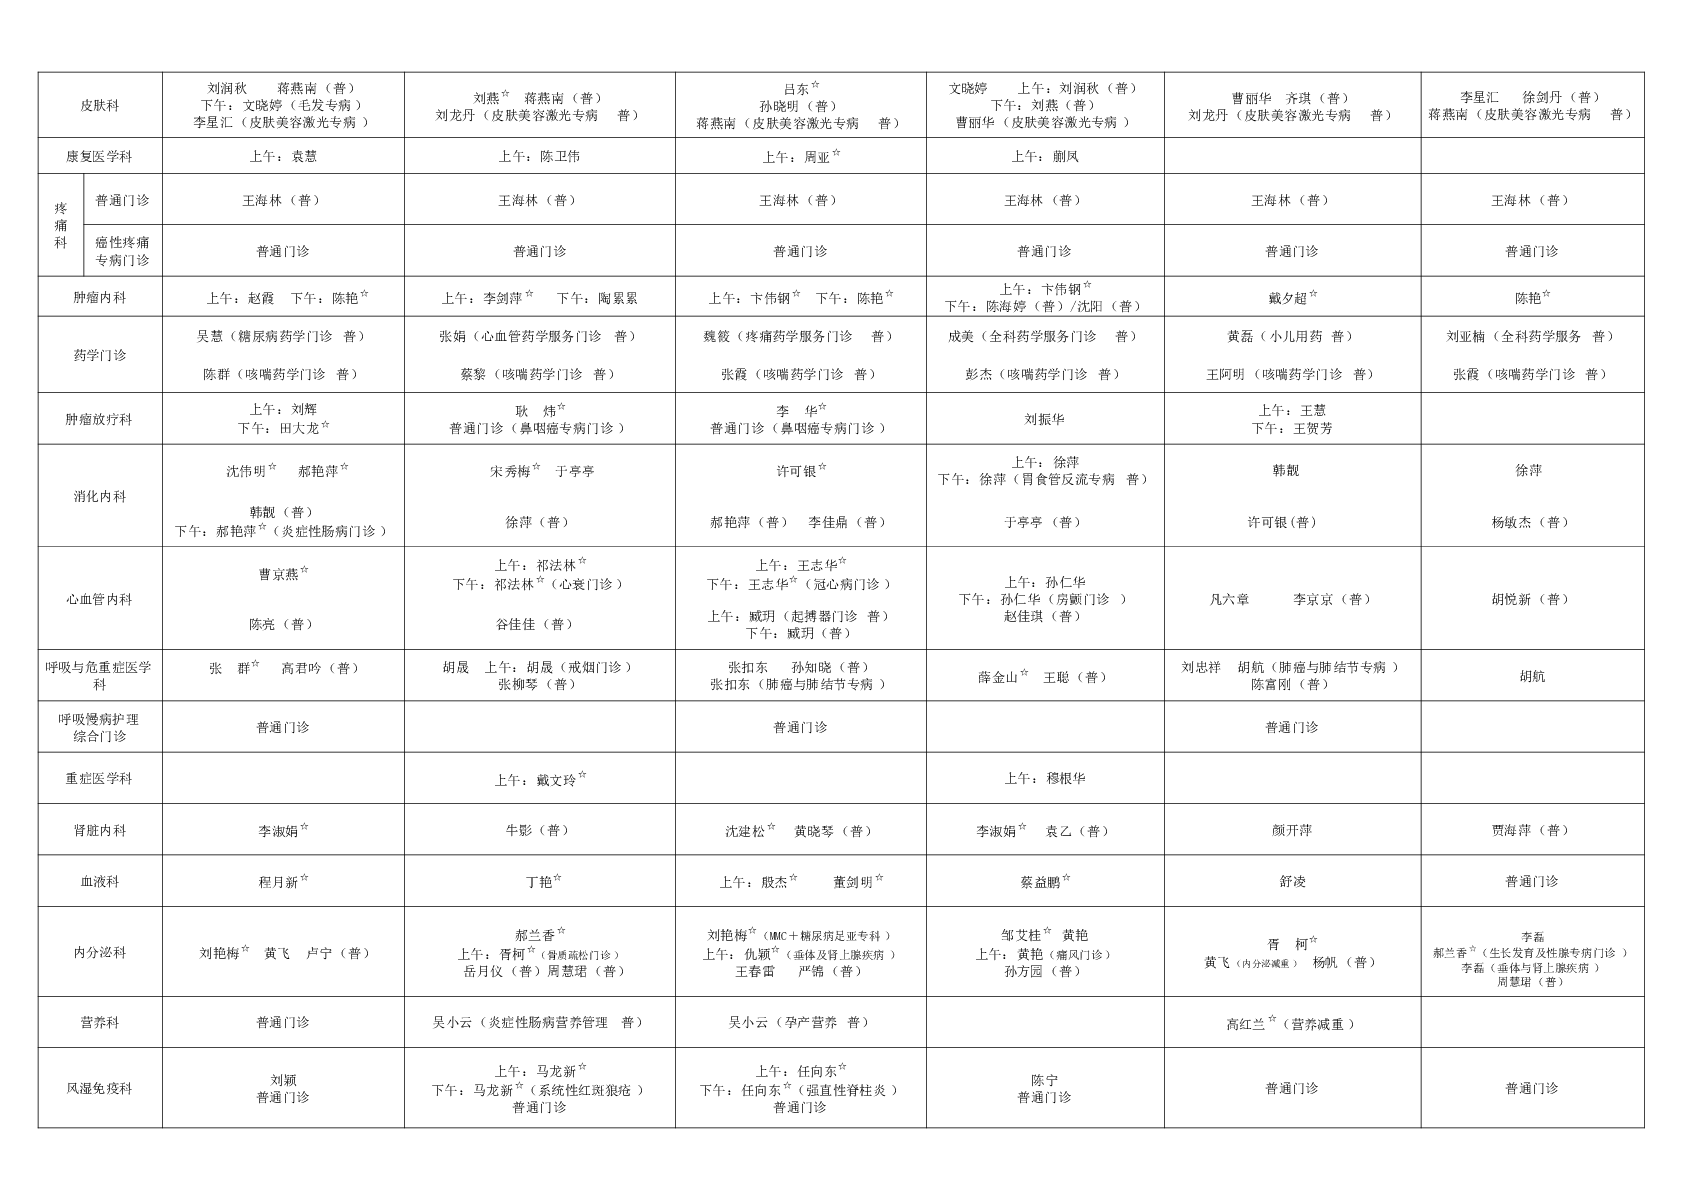 皮肤科
刘润秋 蒋燕南（普）
下午：文晓婷（毛发专病）
李星汇（皮肤美容激光专病）
刘燕☆ 蒋燕南（普）
刘龙丹（皮肤美容激光专病 普）
吕东☆
孙晓明（普）
蒋燕南（皮肤美容激光专病 普）
文晓婷 上午：刘润秋（普）
下午：刘燕（普）
曹丽华（皮肤美容激光专病）
曹丽华 齐琪（普）
刘龙丹（皮肤美容激光专病 普）
李星汇 徐剑丹（普）
蒋燕南（皮肤美容激光专病 普）
康复医学科
上午：袁慧
上午：陈卫伟
上午：周亚☆
上午：蒯凤
疼痛科
普通门诊
王海林（普）
王海林（普）
王海林（普）
王海林（普）
王海林（普）
王海林（普）
癌性疼痛
专病门诊
普通门诊
普通门诊
普通门诊
普通门诊
普通门诊
普通门诊
肿瘤内科
上午：赵霞 下午：陈艳☆
上午：李剑萍☆ 下午：陶累累
上午：卞伟钢☆ 下午：陈艳☆
上午：卞伟钢☆
下午：陈海婷（普）/沈阳（普）
戴夕超☆
陈艳☆
药学门诊
吴慧（糖尿病药学门诊 普）
陈群（咳喘药学门诊 普）
张娟（心血管药学服务门诊 普）
蔡黎（咳喘药学门诊 普）
魏筱（疼痛药学服务门诊 普）
张霞（咳喘药学门诊 普）
成美（全科药学服务门诊 普）
彭杰（咳喘药学门诊 普）
黄磊（小儿用药 普）
王阿明（咳喘药学门诊 普）
刘亚楠（全科药学服务 普）
张霞（咳喘药学门诊 普）
肿瘤放疗科
上午：刘辉
下午：田大龙☆
耿 炜☆
普通门诊（鼻咽癌专病门诊）
李 华☆
普通门诊（鼻咽癌专病门诊）
刘振华
上午：王慧
下午：王贺芳
消化内科
沈伟明☆ 郝艳萍☆
韩靓（普）
下午：郝艳萍☆（炎症性肠病门诊）
宋秀梅☆ 于亭亭
徐萍（普）
许可银☆
郝艳萍（普） 李佳鼎（普）
上午：徐萍
下午：徐萍（胃食管反流专病 普）
于亭亭（普）
韩靓
许可银(普)
徐萍
杨敏杰（普）
心血管内科
曹京燕☆
陈亮（普）
上午：祁法林☆
下午：祁法林☆（心衰门诊）
谷佳佳（普）
上午：王志华☆
下午：王志华☆（冠心病门诊）
上午：臧玥（起搏器门诊 普）
下午：臧玥（普）
上午：孙仁华
下午：孙仁华（房颤门诊）
赵佳琪（普）
凡六章 李京京（普）
胡悦新（普）
呼吸与危重症医学
科
张 群☆ 高君吟（普）
胡晟 上午：胡晟（戒烟门诊）
张柳琴（普）
张扣东 孙知晓（普）
张扣东（肺癌与肺结节专病）
薛金山☆ 王聪（普）
刘忠祥 胡航（肺癌与肺结节专病）
陈富刚（普）
胡航
呼吸慢病护理
综合门诊
普通门诊
普通门诊
普通门诊
重症医学科
上午：戴文玲☆
上午：穆根华
肾脏内科
李淑娟☆
牛影（普）
沈建松☆ 黄晓琴（普）
李淑娟☆ 袁乙（普）
颜开萍
贾海萍（普）
血液科
程月新☆
丁艳☆
上午：殷杰☆ 董剑明☆
蔡益鹏☆
舒凌
普通门诊
内分泌科
刘艳梅☆ 黄飞 卢宁（普）
郝兰香☆
上午：胥柯☆（骨质疏松门诊）
岳月仪（普）周慧珺（普）
刘艳梅☆（MMC＋糖尿病足亚专科）
上午：仇颖☆（垂体及肾上腺疾病）
王春雷 严锦（普）
邹艾桂☆ 黄艳
上午：黄艳（痛风门诊）
孙方园（普）
胥 柯☆
黄飞（内分泌减重） 杨帆（普）
李磊
郝兰香☆（生长发育及性腺专病门诊）
李磊（垂体与肾上腺疾病）
周慧珺（普）
营养科
普通门诊
吴小云（炎症性肠病营养管理 普）
吴小云（孕产营养 普）
高红兰☆（营养减重）
风湿免疫科
刘颖
普通门诊
上午：马龙新☆
下午：马龙新☆（系统性红斑狼疮）
普通门诊
上午：任向东☆
下午：任向东☆（强直性脊柱炎）
普通门诊
陈宁
普通门诊
普通门诊
普通门诊